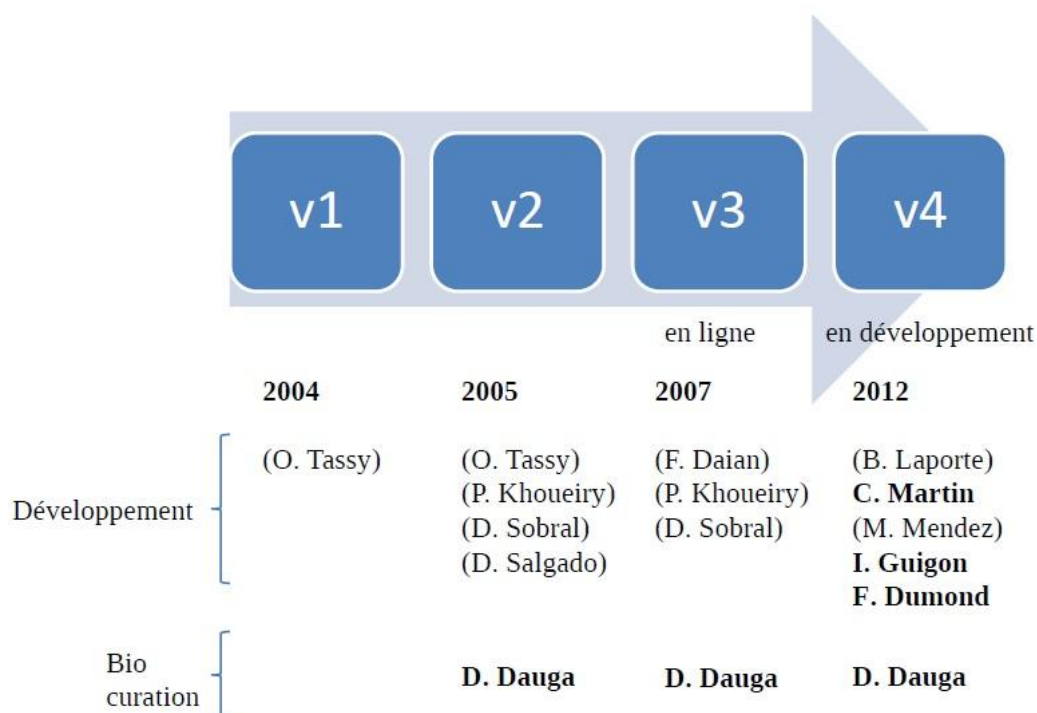 v1 v2 v3 v4
en ligne en développement
2004 2005 2007 2012
(O. Tassy) (O. Tassy) (F. Daian) (B. Laporte)
(P. Khoueiry) (P. Khoueiry) C. Martin
Développement (D. Sobral) (D. Sobral) (M. Mendez)
(D. Salgado) I. Guigon
F. Dumond
Bio
curation D. Dauga D. Dauga D. Dauga